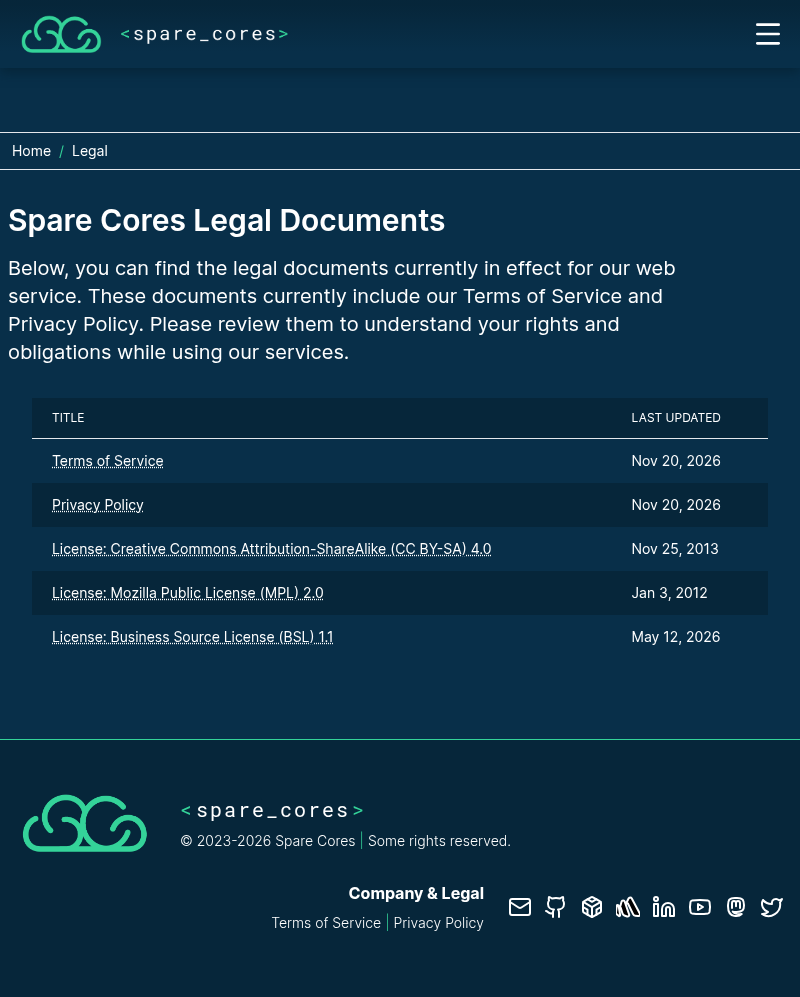 <spare_cores>
Home / Legal
Spare Cores Legal Documents
Below, you can find the legal documents currently in effect for our web
service. These documents currently include our Terms of Service and
Privacy Policy. Please review them to understand your rights and
obligations while using our services.
TITLE LAST UPDATED
Terms of Service Nov 20, 2026
Privacy Policy Nov 20, 2026
License: Creative Commons Attribution-ShareAlike (CC BY-SA) 4.0 Nov 25, 2013
License: Mozilla Public License (MPL) 2.0 Jan 3, 2012
License: Business Source License (BSL) 1.1 May 12, 2026
<spare_cores>
© 2023-2026 Spare Cores | Some rights reserved.
Company & Legal
Terms of Service | Privacy Policy